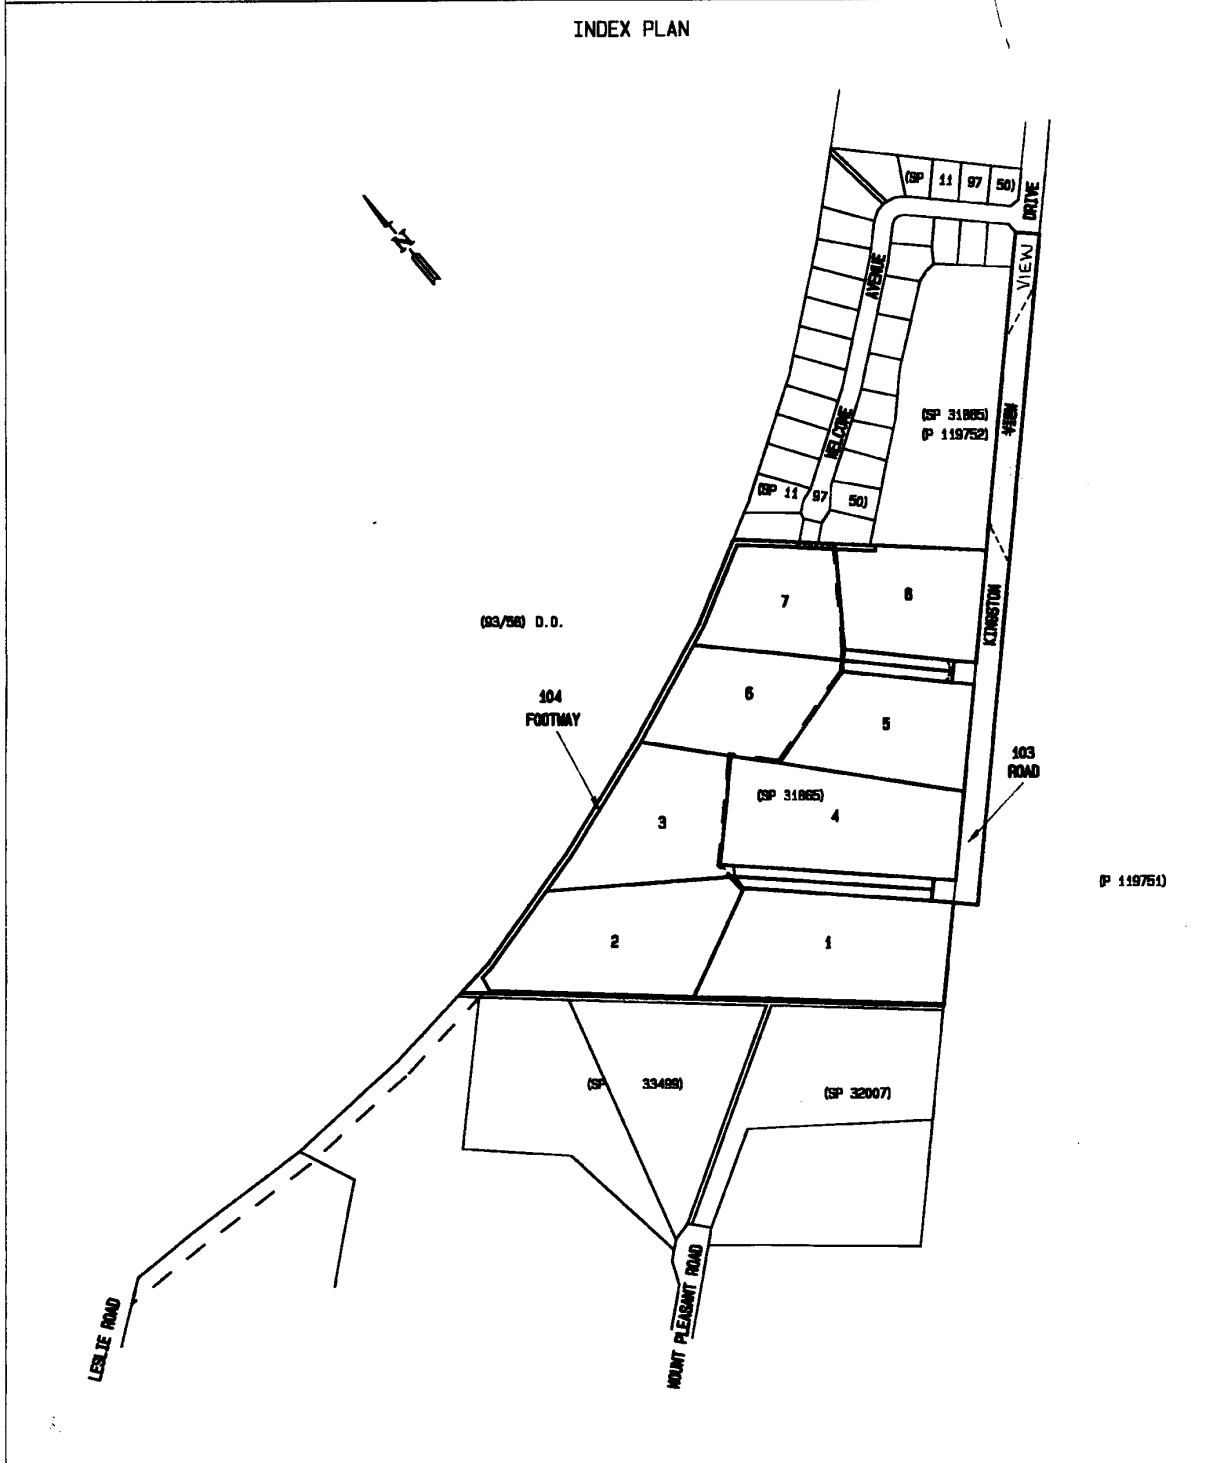 INDEX PLAN
(SP 11 97 50)
DRIVE
VIEW
N
AVENUE
(SP 31865)
(P 119752)
VIEW
WELCOME
(SP 11 97 50)
7
8
KINGSTON
(93/56) D.O.
6
5
104
FOOTWAY
103
ROAD
(SP 31865)
3
4
(P 119751)
2
1
(SP 33499)
(SP 32007)
MOUNT PLEASANT ROAD
LESLIE ROAD